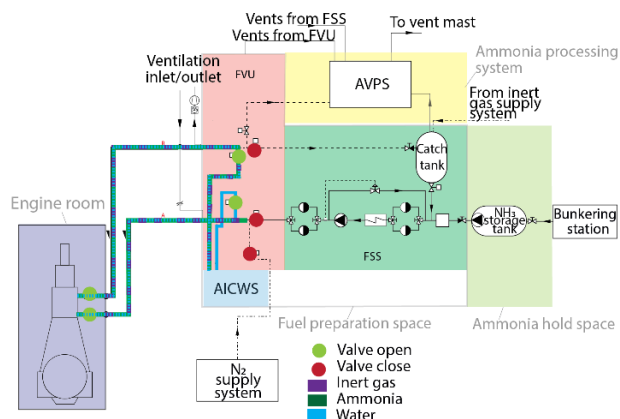 Vents from FSS
Vents from FVU
To vent mast
Ventilation
inlet/outlet
FVU
AVPS
Ammonia processing
system
From inert
gas supply
system
Catch
tank
Engine room
NH3
storage
tank
Bunkering
station
FSS
AICWS
Fuel preparation space
Ammonia hold space
N2
supply system
Valve open
Valve close
Inert gas
Ammonia
Water